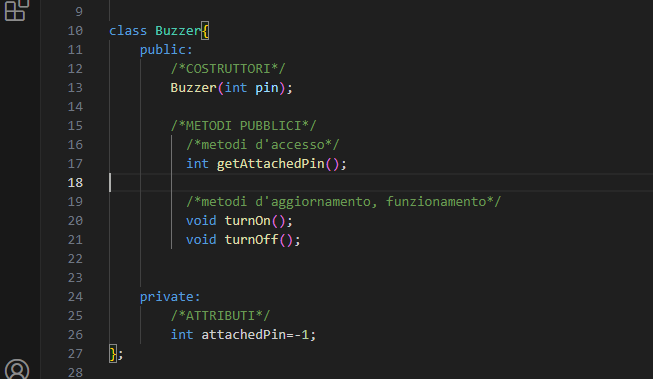 9
10 class Buzzer{
11 public:
12 /*COSTRUTTORI*/
13 Buzzer(int pin);
14
15 /*METODI PUBBLICI*/
16 /*metodi d'accesso*/
17 int getAttachedPin();
18
19 /*metodi d'aggiornamento, funzionamento*/
20 void turnOn();
21 void turnOff();
22
23
24 private:
25 /*ATTRIBUTI*/
26 int attachedPin=-1;
27 };
28